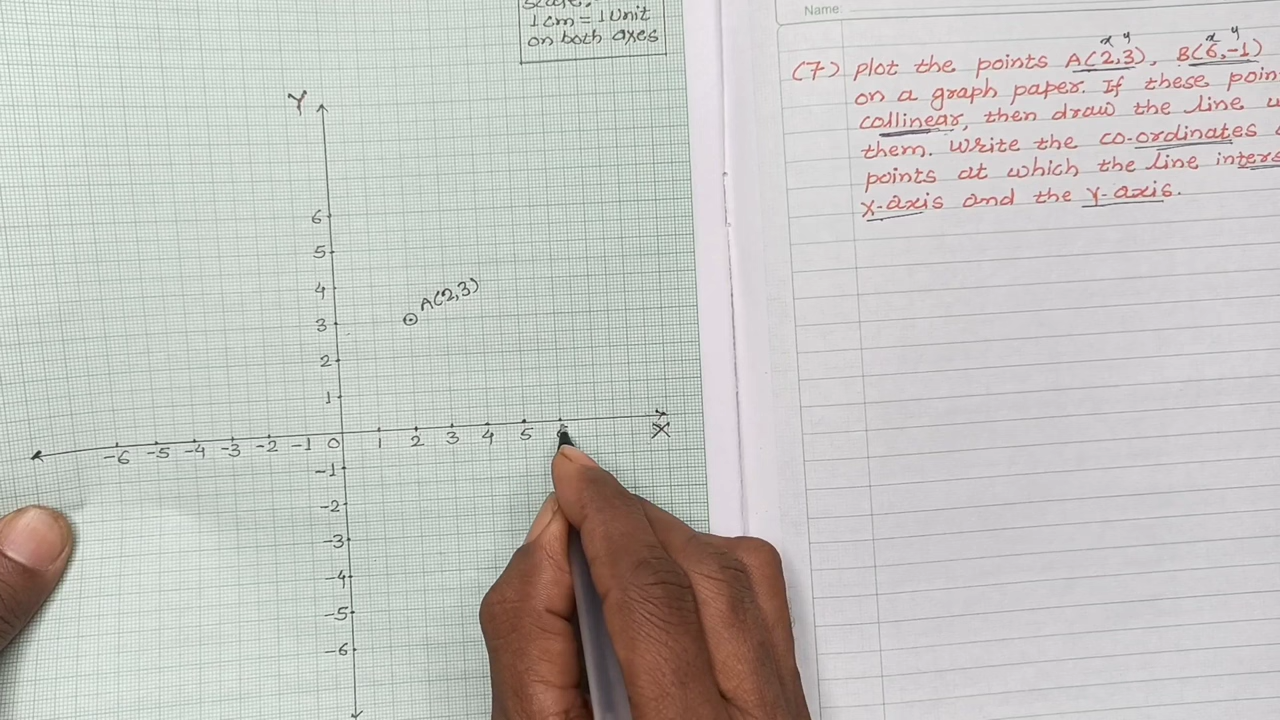 1 cm = 1 Unit
on both axes
Y
6
5
4
A(2,3)
3
2
1
-6 -5 -4 -3 -2 -1 0 1 2 3 4 5 X
-1
-2
-3
-4
-5
-6
Name:
x y x y
(7) Plot the points A(2,3), B(6,-1)
on a graph paper. If these
collinear, then draw the line
them. Write the co-ordinates
points at which the line
X-axis and the Y-axis.